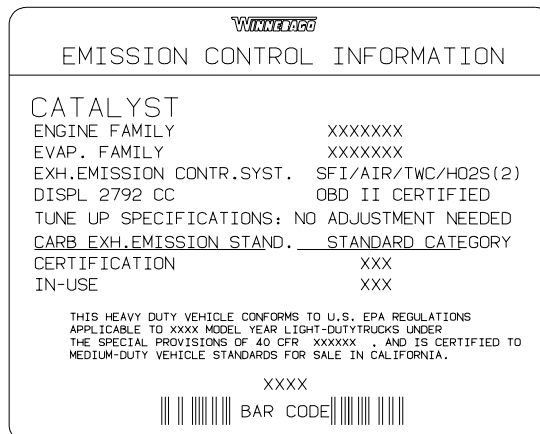 WINNEBAGO
EMISSION CONTROL INFORMATION
CATALYST
ENGINE FAMILY XXXXXXX
EVAP. FAMILY XXXXXXX
EXH.EMISSION CONTR.SYST. SFI/AIR/TWC/HO2S(2)
DISPL 2792 CC OBD II CERTIFIED
TUNE UP SPECIFICATIONS: NO ADJUSTMENT NEEDED
CARB EXH.EMISSION STAND. STANDARD CATEGORY
CERTIFICATION XXX
IN-USE XXX
THIS HEAVY DUTY VEHICLE CONFORMS TO U.S. EPA REGULATIONS
APPLICABLE TO XXXX MODEL YEAR LIGHT-DUTYTRUCKS UNDER
THE SPECIAL PROVISIONS OF 40 CFR XXXXXX , AND IS CERTIFIED TO
MEDIUM-DUTY VEHICLE STANDARDS FOR SALE IN CALIFORNIA.
XXXX
BAR CODE